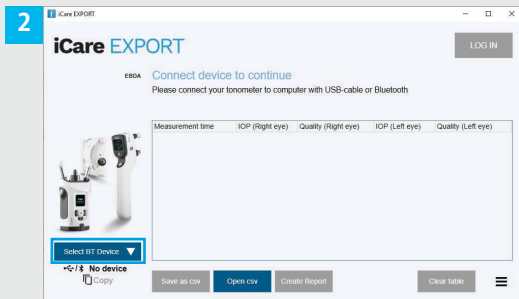 2
iCare EXPORT
iCare EXPORT
LOG IN
EBDA
Connect device to continue
Please connect your tonometer to computer with USB-cable or Bluetooth
Measurement time IOP (Right eye) Quality (Right eye) IOP (Left eye) Quality (Left eye)
Select BT Device
/ No device
Copy
Save as csv Open csv Create Report Clear table